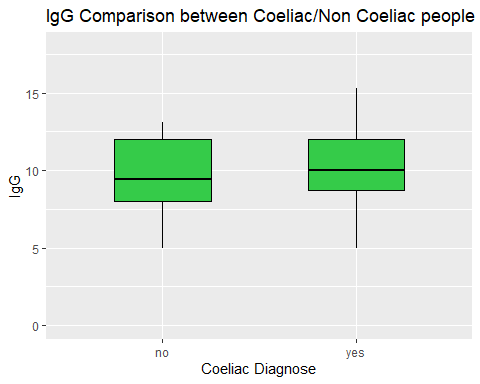 IgG Comparison between Coeliac/Non Coeliac people
15
10
5
0
IgG
no yes
Coeliac Diagnose